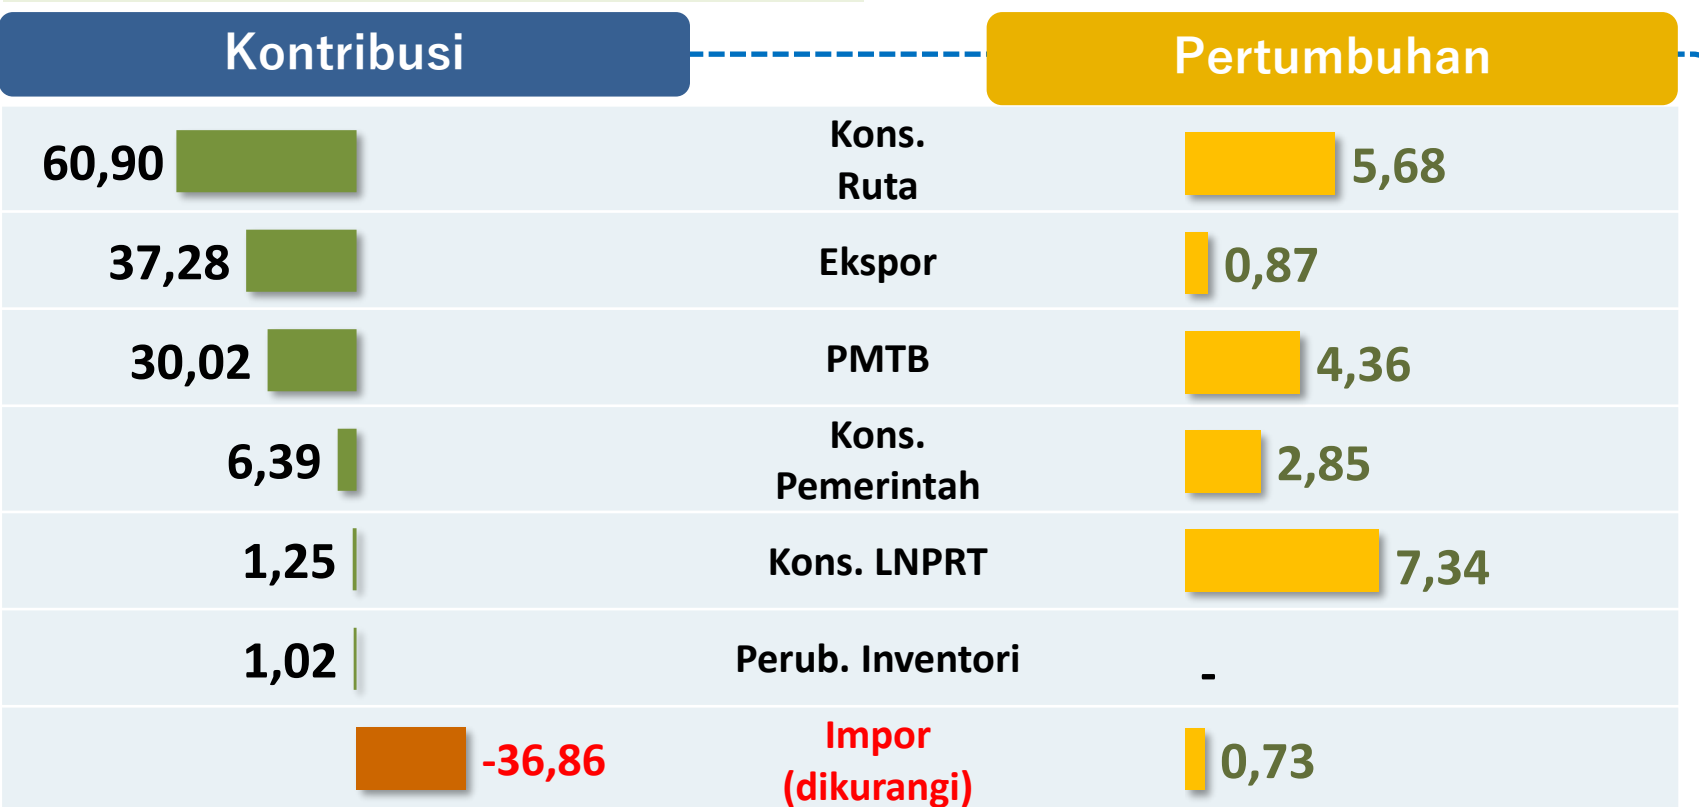 Kontribusi
Pertumbuhan
60,90
Kons.
Ruta
5,68
37,28
Ekspor
0,87
30,02
PMTB
4,36
6,39
Kons.
Pemerintah
2,85
1,25
Kons. LNPRT
7,34
1,02
Perub. Inventori
-
-36,86
Impor
(dikurangi)
0,73